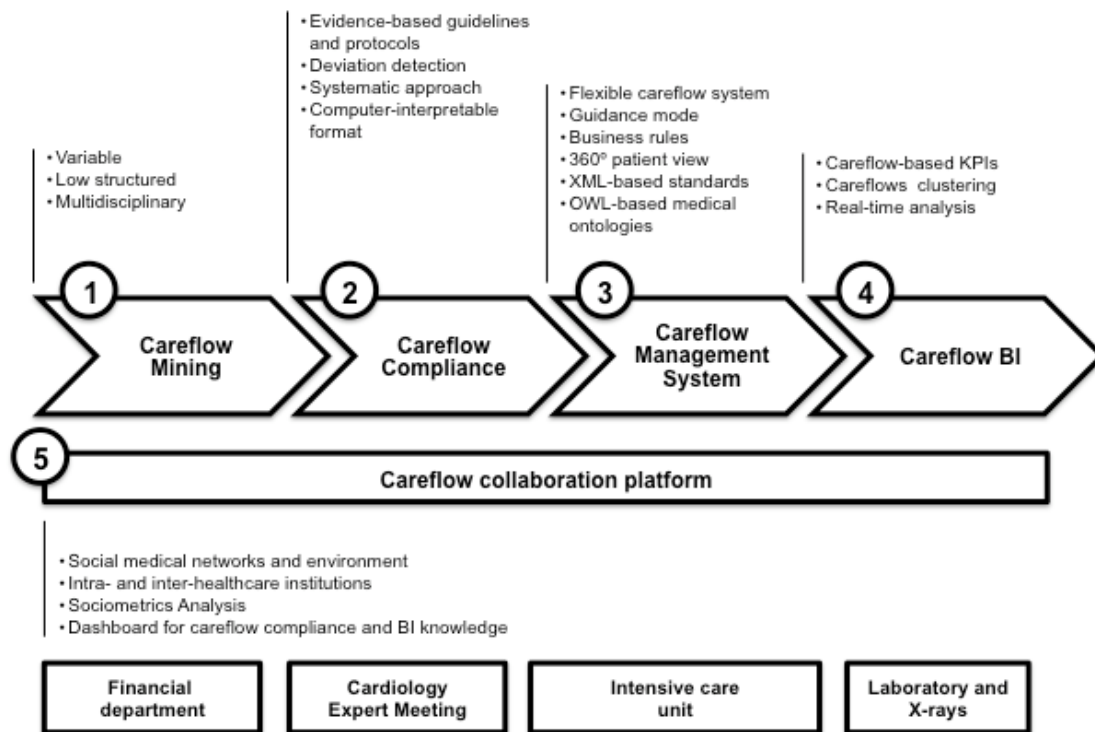 • Variable
• Low structured
• Multidisciplinary
• Evidence-based guidelines
and protocols
• Deviation detection
• Systematic approach
• Computer-interpretable
format
• Flexible careflow system
• Guidance mode
• Business rules
• 360º patient view
• XML-based standards
• OWL-based medical
ontologies
• Careflow-based KPIs
• Careflows clustering
• Real-time analysis
1
Careflow
Mining
2
Careflow
Compliance
3
Careflow
Management
System
4
Careflow BI
5
Careflow collaboration platform
• Social medical networks and environment
• Intra- and inter-healthcare institutions
• Sociometrics Analysis
• Dashboard for careflow compliance and BI knowledge
Financial
department
Cardiology
Expert Meeting
Intensive care
unit
Laboratory and
X-rays